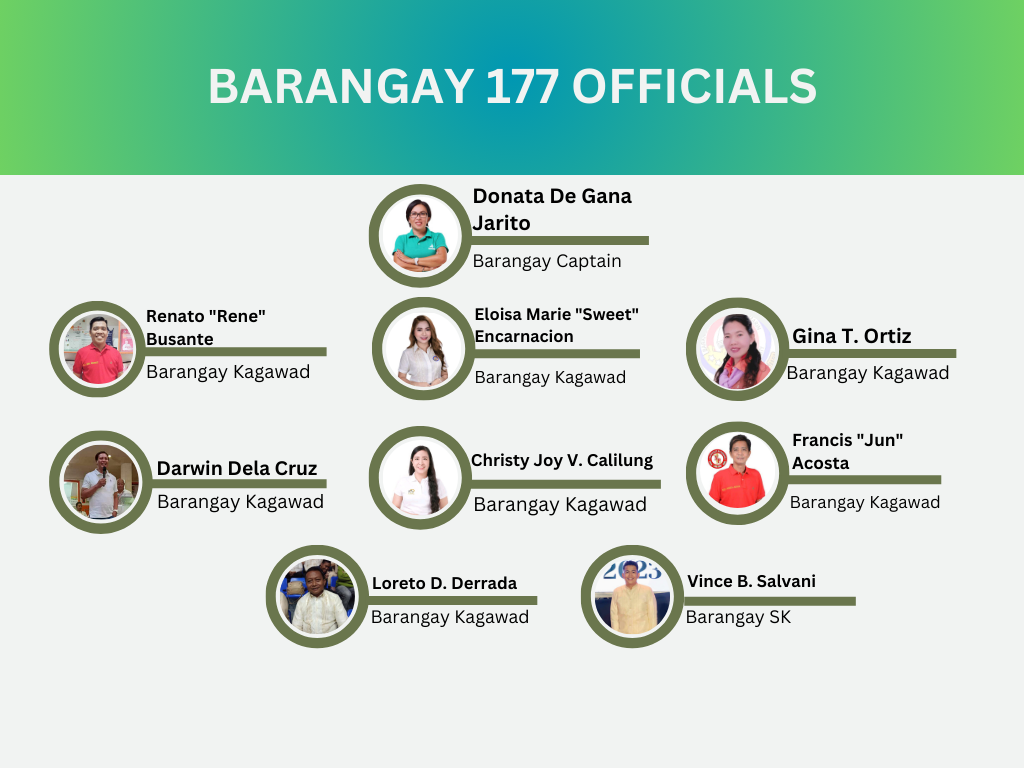 BARANGAY 177 OFFICIALS
Donata De Gana
Jarito
Barangay Captain
Renato "Rene"
Busante
Barangay Kagawad
Eloisa Marie "Sweet"
Encarnacion
Barangay Kagawad
Gina T. Ortiz
Barangay Kagawad
Darwin Dela Cruz
Barangay Kagawad
Christy Joy V. Calilung
Barangay Kagawad
Francis "Jun"
Acosta
Barangay Kagawad
Loreto D. Derrada
Barangay Kagawad
2023
Vince B. Salvani
Barangay SK